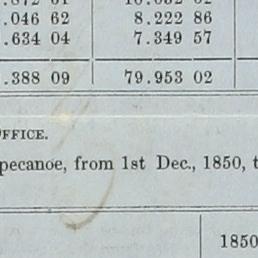 .046 62 8.222 86
.634 04 7.349 57
.388 09 79.953 02
FFICE.
pecanoe, from 1st Dec., 1850, t
1850